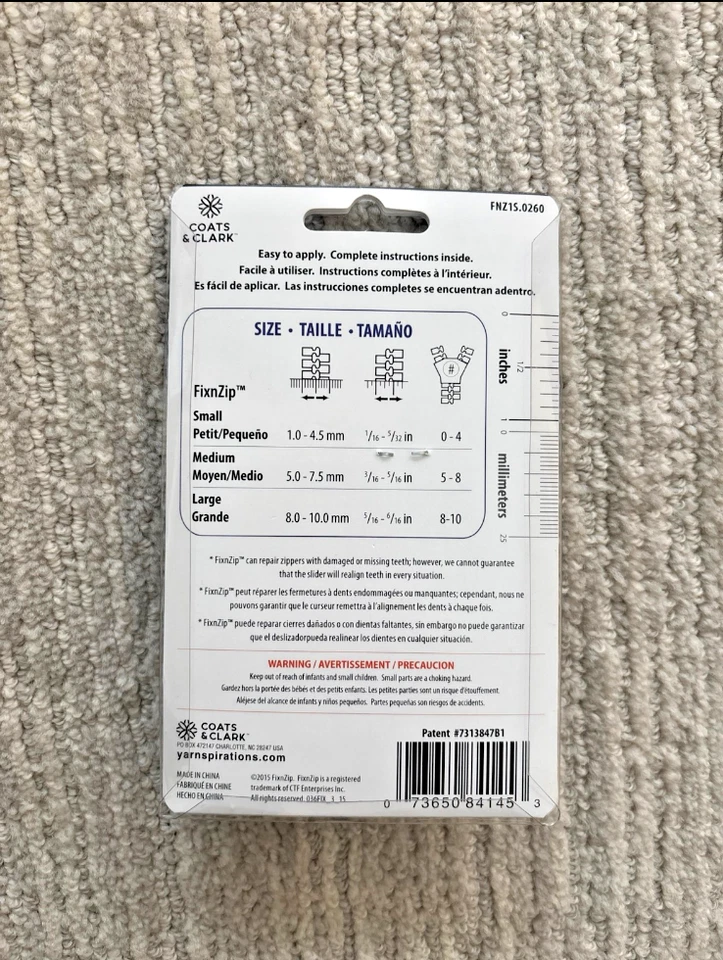 COATS
& CLARK™
FNZ1S.0260
Easy to apply. Complete instructions inside.
Facile à utiliser. Instructions complètes à l'intérieur.
Es fácil de aplicar. Las instrucciones completes se encuentran adentro.
SIZE • TAILLE • TAMAÑO
#
FixnZip™
Small
Petit/Pequeño 1.0 - 4.5 mm 1/16 - 5/32 in 0 - 4
Medium
Moyen/Medio 5.0 - 7.5 mm 3/16 - 5/16 in 5 - 8
Large
Grande 8.0 - 10.0 mm 5/16 - 6/16 in 8-10
0
inches
1/2
1
0
millimeters
25
* FixnZip™ can repair zippers with damaged or missing teeth; however, we cannot guarantee
that the slider will realign teeth in every situation.
* FixnZip™ peut réparer les fermetures à dents endommagées ou manquantes; cependant, nous ne
pouvons garantir que le curseur remettra à l'alignement les dents à chaque fois.
* FixnZip™ puede reparar cierres dañados o con dientas faltantes, sin embargo no puede garantizar
que el deslizadorpueda realinear los dientes en cualquier situación.
WARNING / AVERTISSEMENT / PRECAUCION
Keep out of reach of infants and small children. Small parts are a choking hazard.
Gardez hors la portée des bébés et des petits enfants. Les petites parties sont un risque d'étouffement.
Aléjese del alcance de infants y niños pequeños. Partes pequeñas son riesgos de accidents.
COATS
& CLARK™
PO BOX 472147 CHARLOTTE, NC 28247 USA
yarnspirations.com
MADE IN CHINA
FABRIQUÉ EN CHINE
HECHO EN CHINA
©2015 FixnZip. FixnZip is a registered
trademark of CTF Enterprises Inc.
All rights reserved. 036FIX_3_15
Patent #7313847B1
0 73650 84145 3